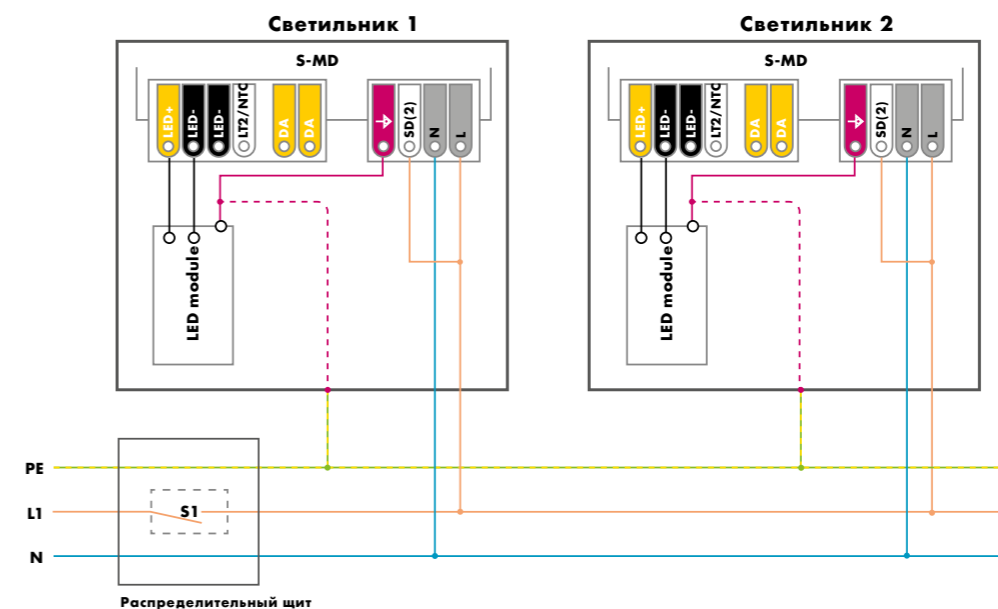 Светильник 1
Светильник 2
S-MD
S-MD
LED+
LED-
LED-
LT2/NTC
DA
DA
SD(2)
N
L
LED+
LED-
LED-
LT2/NTC
DA
DA
SD(2)
N
L
LED module
LED module
PE
L1
S1
N
Распределительный щит